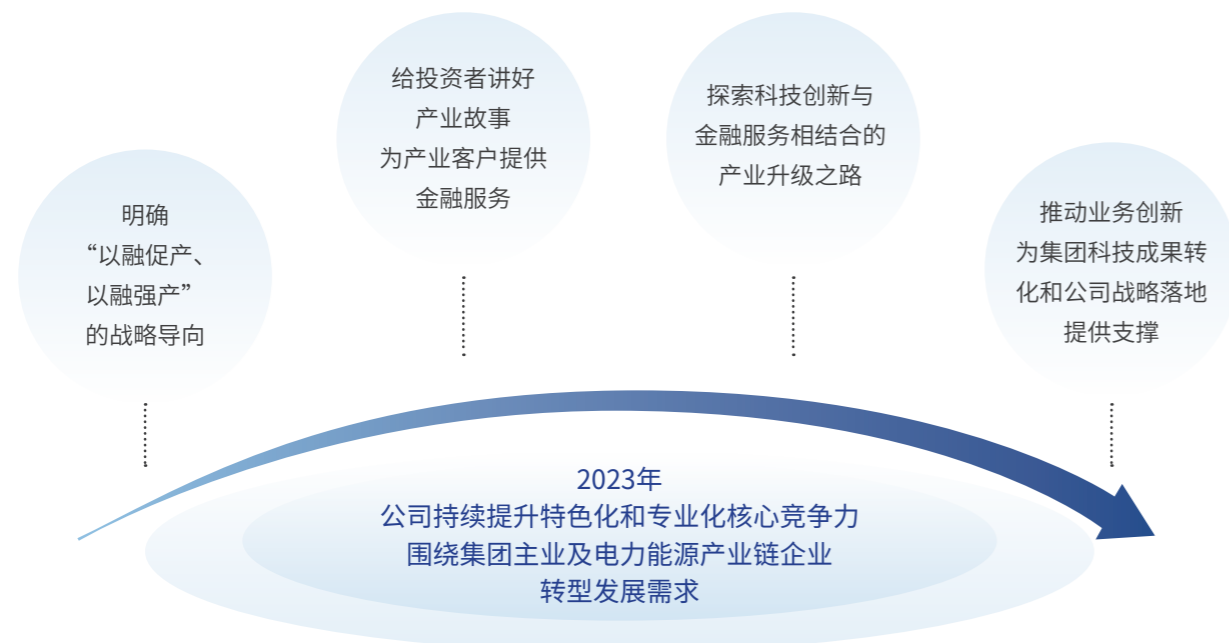 明确
“以融促产、
以融强产”
的战略导向
给投资者讲好
产业故事
为产业客户提供
金融服务
探索科技创新与
金融服务相结合的
产业升级之路
推动业务创新
为集团科技成果转
化和公司战略落地
提供支撑
2023年
公司持续提升特色化和专业化核心竞争力
围绕集团主业及电力能源产业链企业
转型发展需求